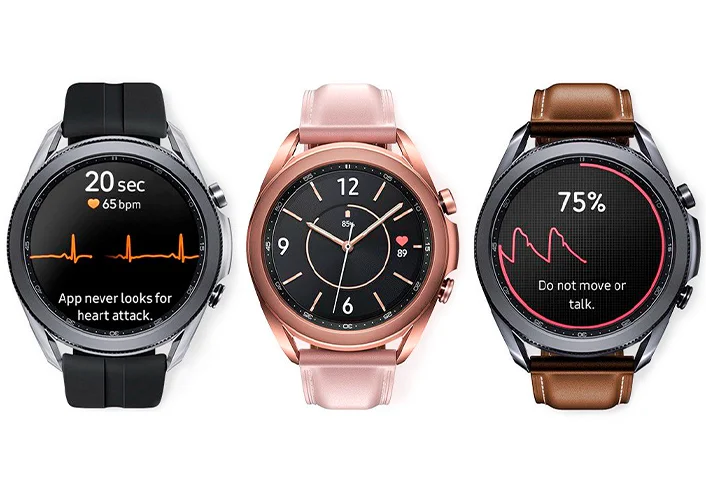 20 sec
65 bpm
App never looks for
heart attack.
12
85%
9
89
6
75%
Do not move or
talk.